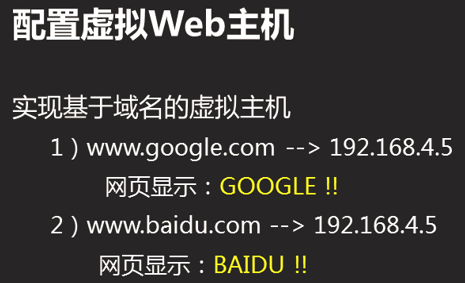 配置虚拟Web主机
实现基于域名的虚拟主机
1）www.google.com --> 192.168.4.5
网页显示：GOOGLE !!
2）www.baidu.com --> 192.168.4.5
网页显示：BAIDU !!